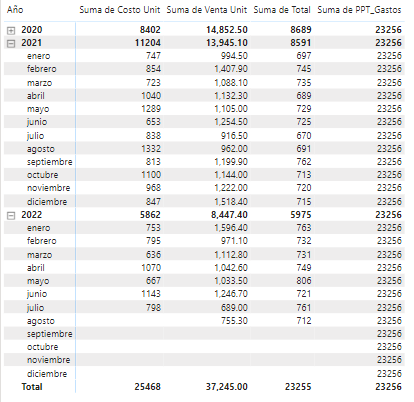 Año Suma de Costo Unit Suma de Venta Unit Suma de Total Suma de PPT_Gastos
2020 8402 14,852.50 8689 23256
2021 11204 13,945.10 8591 23256
enero 747 994.50 697 23256
febrero 854 1,407.90 745 23256
marzo 723 1,088.10 735 23256
abril 1040 1,132.30 689 23256
mayo 1289 1,105.00 729 23256
junio 653 1,254.50 725 23256
julio 838 916.50 670 23256
agosto 1332 962.00 691 23256
septiembre 813 1,199.90 762 23256
octubre 1100 1,144.00 713 23256
noviembre 968 1,222.00 720 23256
diciembre 847 1,518.40 715 23256
2022 5862 8,447.40 5975 23256
enero 753 1,596.40 763 23256
febrero 795 971.10 732 23256
marzo 636 1,112.80 731 23256
abril 1070 1,042.60 749 23256
mayo 667 1,033.50 806 23256
junio 1143 1,246.70 721 23256
julio 798 689.00 761 23256
agosto 755.30 712 23256
septiembre 23256
octubre 23256
noviembre 23256
diciembre 23256
Total 25468 37,245.00 23255 23256